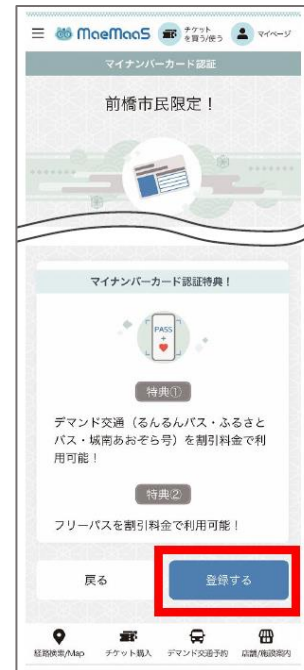 MaeMaaS
チケット
を買う/使う
マイページ
マイナンバーカード認証
前橋市民限定！
マイナンバーカード認証特典！
PASS
+
特典①
デマンド交通（るんるんバス・ふるさと
バス・城南あおぞら号）を割引料金で利
用可能！
特典②
フリーパスを割引料金で利用可能！
戻る
登録する
経路検索/Map
チケット購入
デマンド交通予約
店舗/施設案内